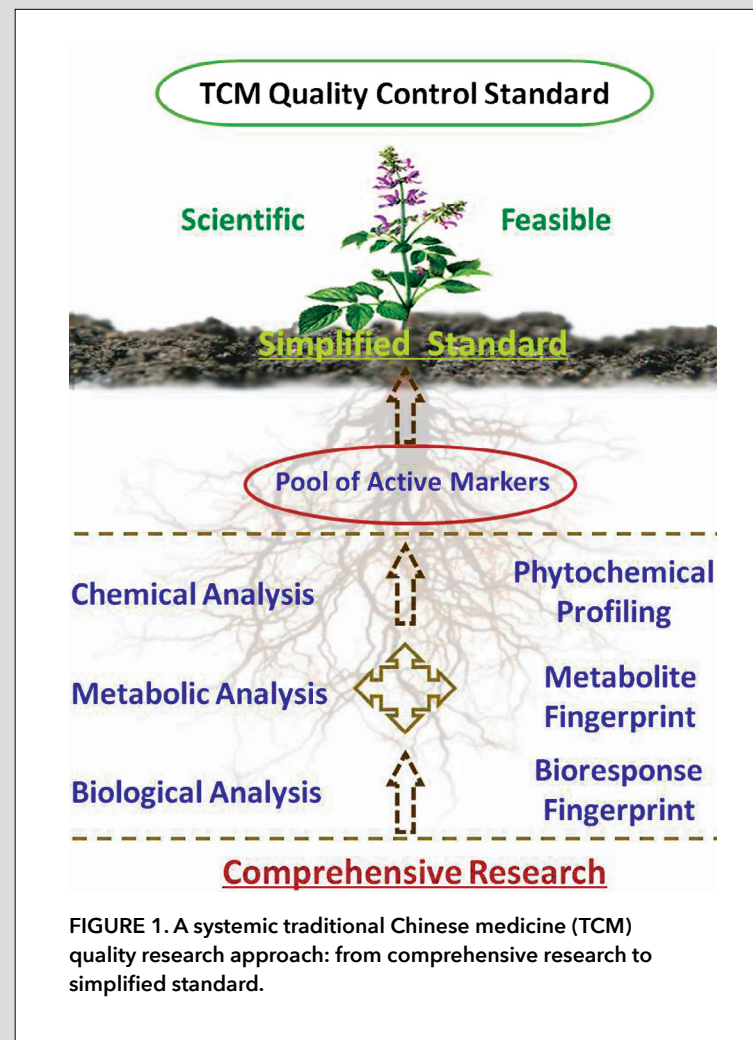 TCM Quality Control Standard
Scientific
Feasible
Simplified Standard
Pool of Active Markers
Chemical Analysis
Phytochemical
Profiling
Metabolic Analysis
Metabolite
Fingerprint
Biological Analysis
Bioresponse
Fingerprint
Comprehensive Research
FIGURE 1. A systemic traditional Chinese medicine (TCM)
quality research approach: from comprehensive research to
simplified standard.